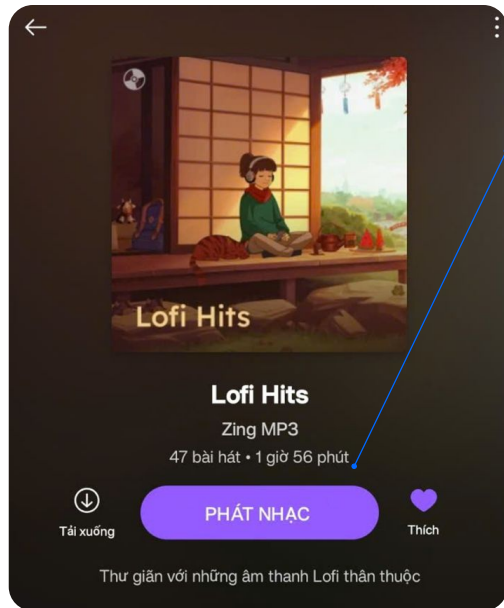 Lofi Hits
Lofi Hits
Zing MP3
47 bài hát • 1 giờ 56 phút
Tải xuống
PHÁT NHẠC
Thích
Thư giãn với những âm thanh Lofi thân thuộc